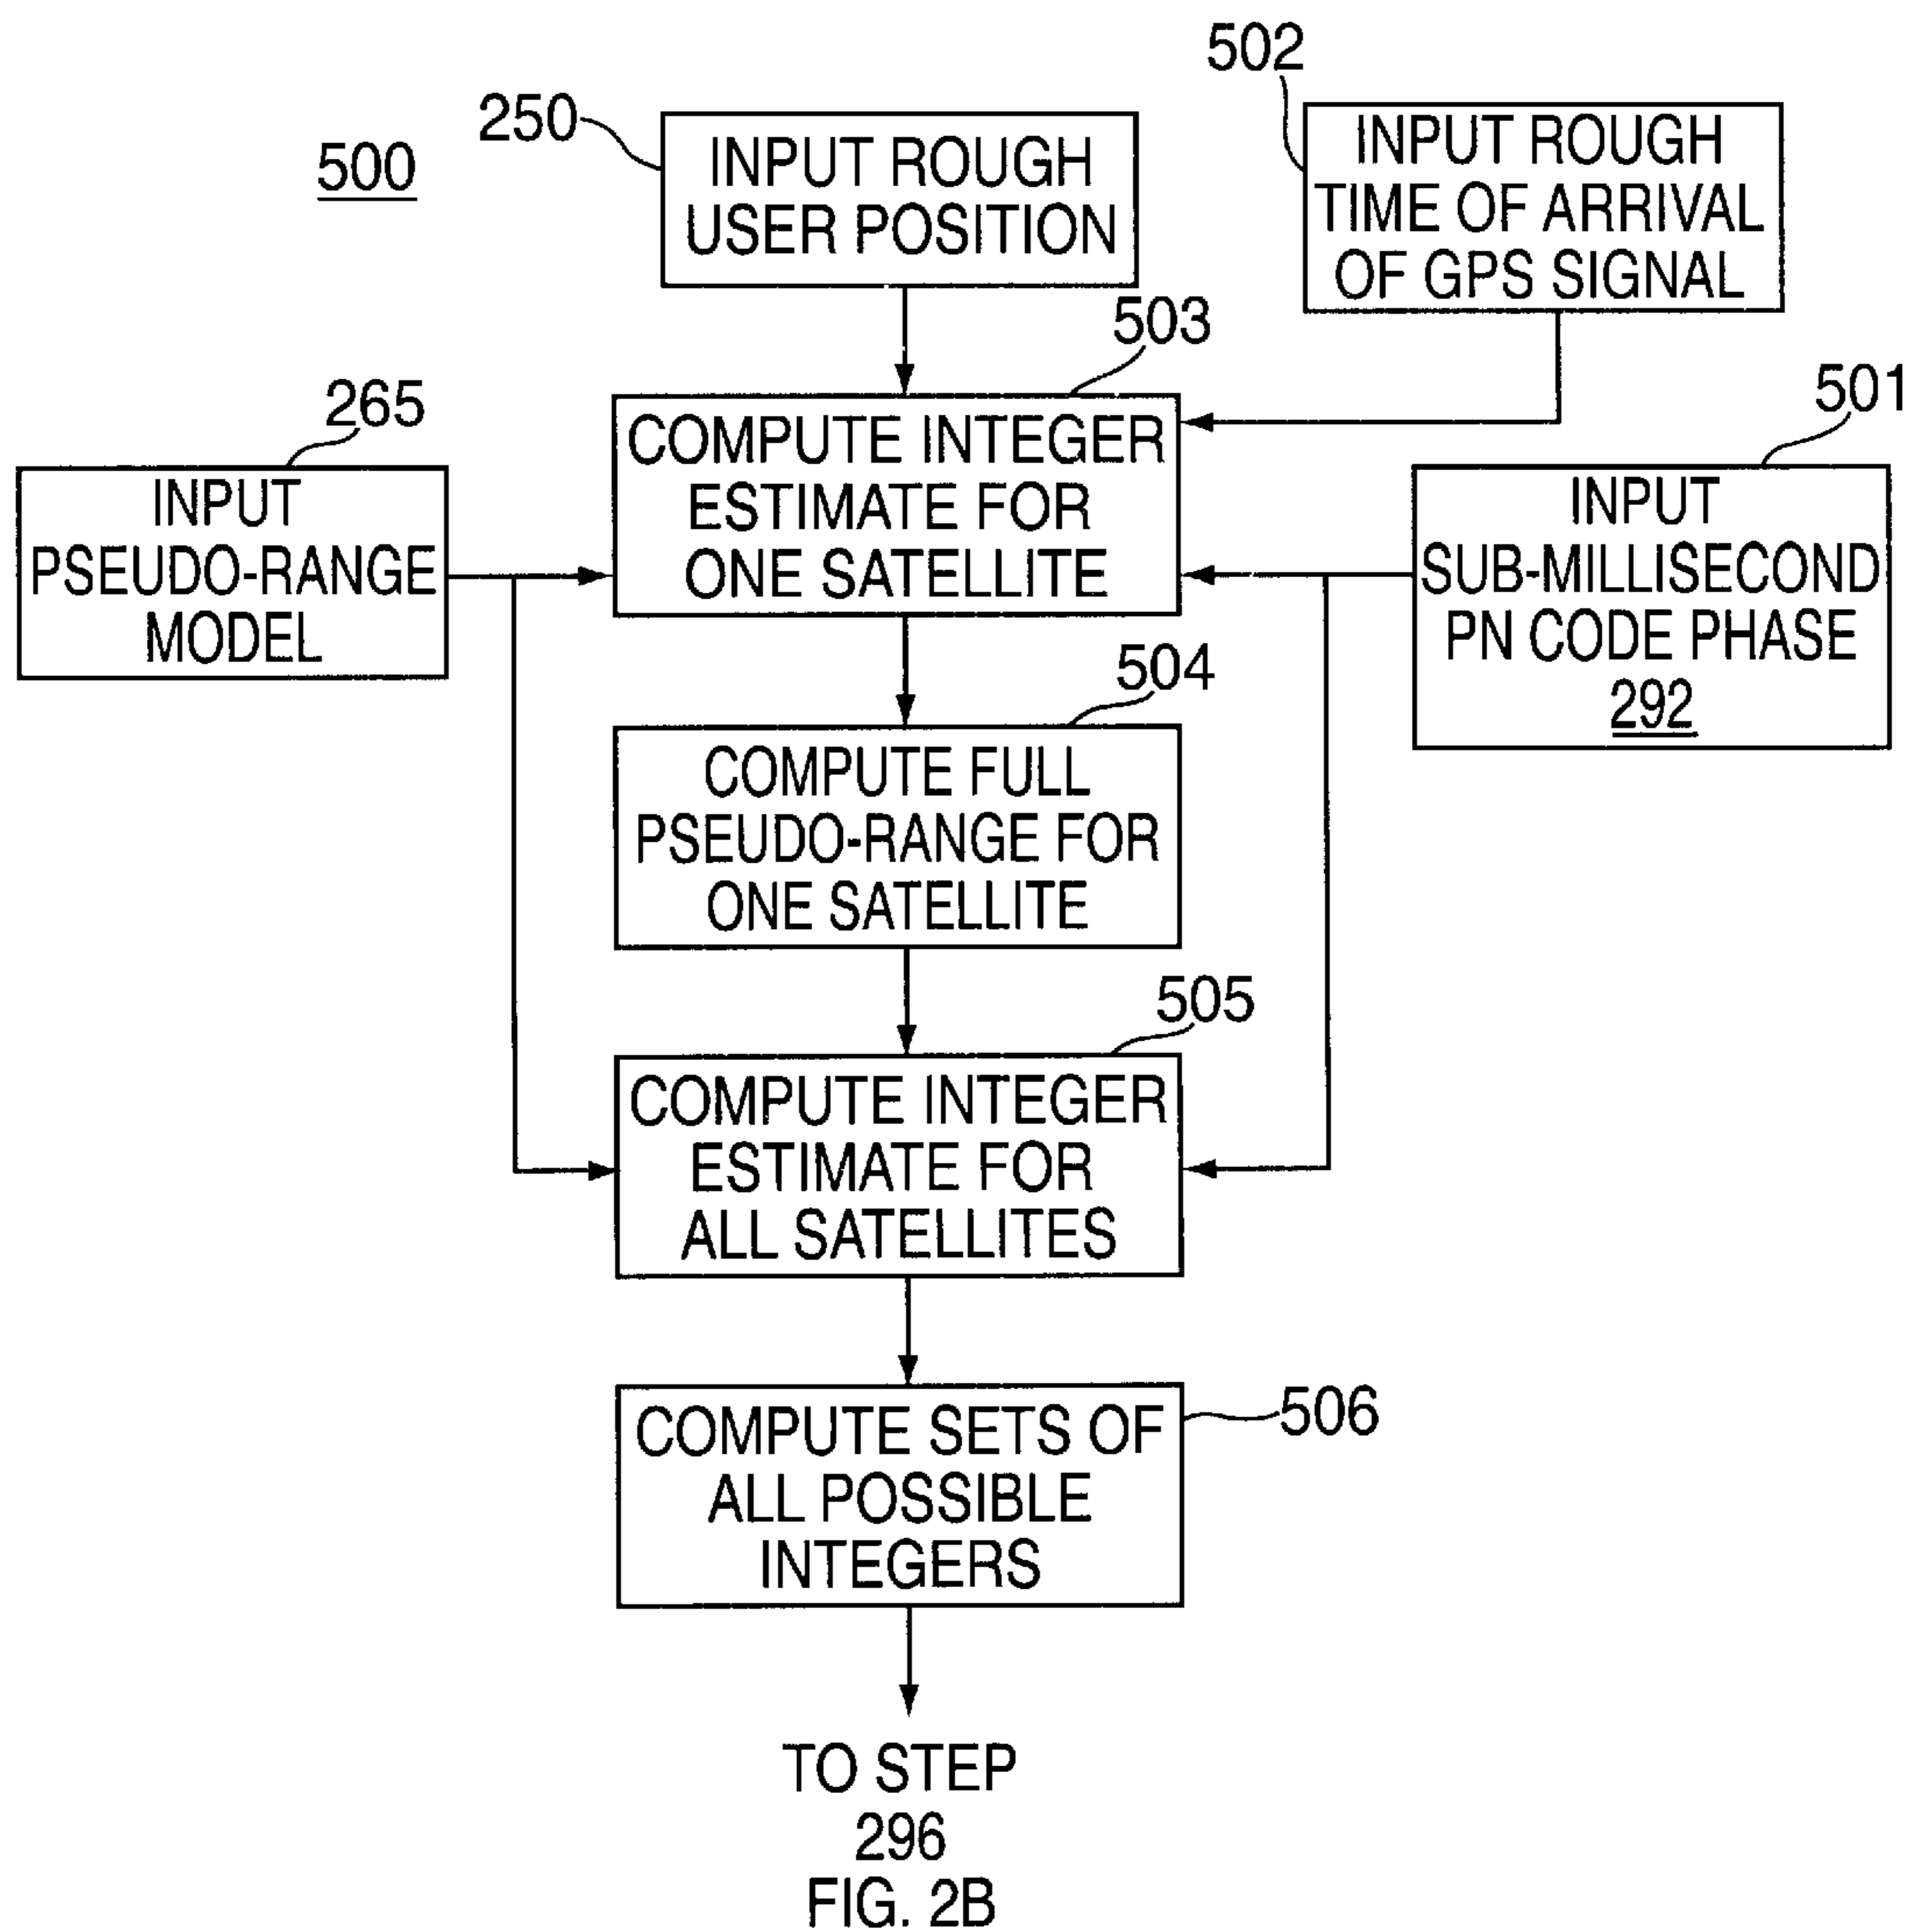 502
250
500
INPUT ROUGH
USER POSITION
INPUT ROUGH
TIME OF ARRIVAL
OF GPS SIGNAL
503
265
501
COMPUTE INTEGER
ESTIMATE FOR
ONE SATELLITE
INPUT
PSEUDO-RANGE
MODEL
INPUT
SUB-MILLISECOND
PN CODE PHASE
292
504
COMPUTE FULL
PSEUDO-RANGE FOR
ONE SATELLITE
505
COMPUTE INTEGER
ESTIMATE FOR
ALL SATELLITES
506
COMPUTE SETS OF
ALL POSSIBLE
INTEGERS
TO STEP
296
FIG. 2B